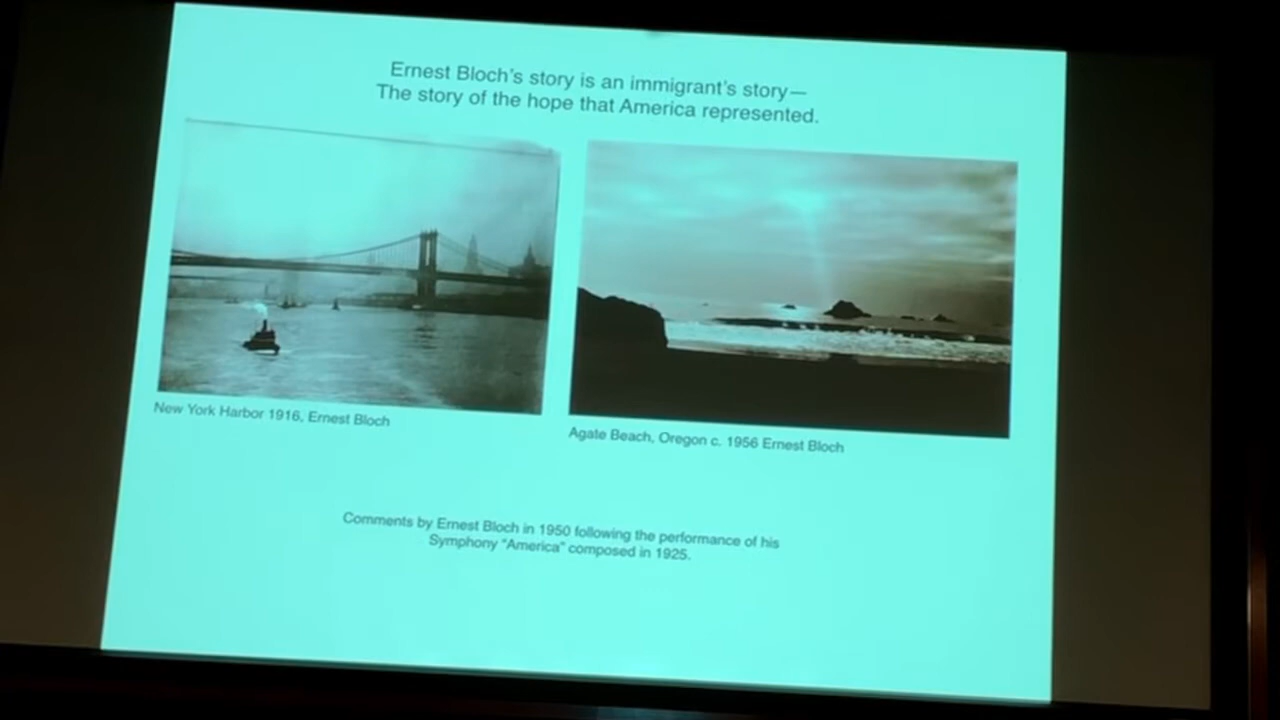 Ernest Bloch's story is an immigrant's story—
The story of the hope that America represented.
New York Harbor 1916, Ernest Bloch
Agate Beach, Oregon c. 1956 Ernest Bloch
Comments by Ernest Bloch in 1950 following the performance of his
Symphony "America" composed in 1925.